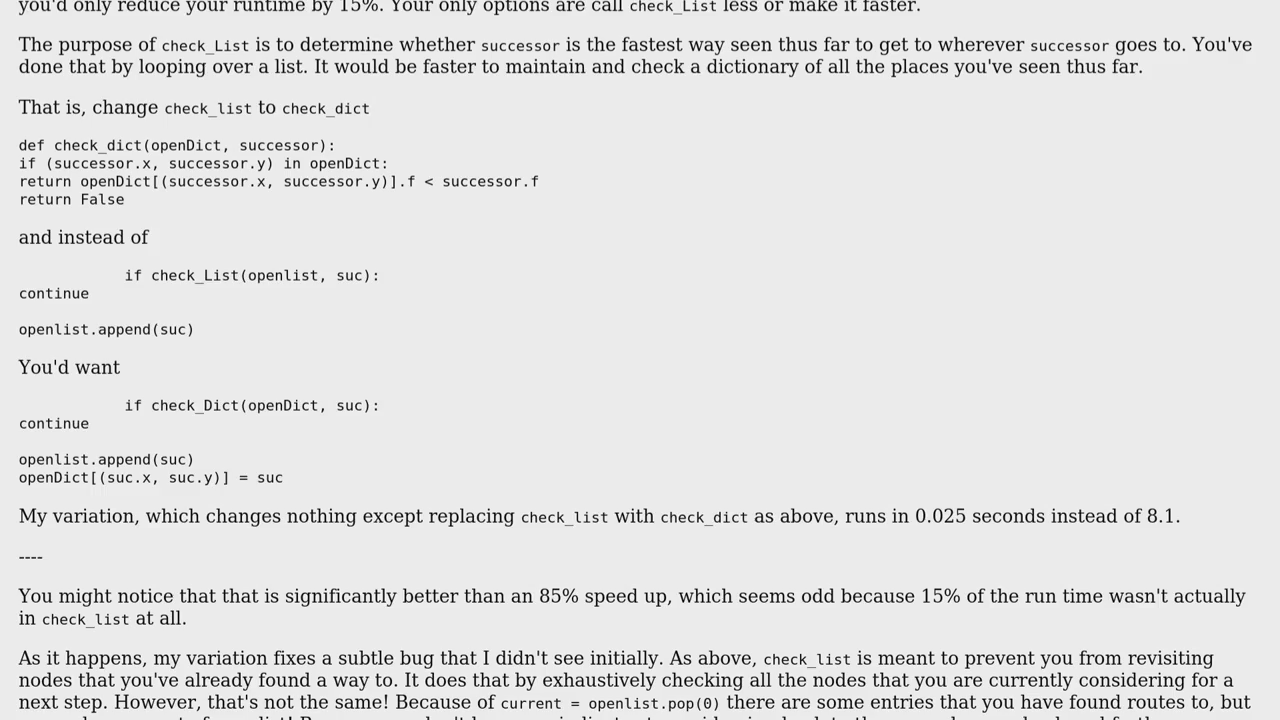 you'd only reduce your runtime by 15%. Your only options are call check_List less or make it faster.
The purpose of check_List is to determine whether successor is the fastest way seen thus far to get to wherever successor goes to. You've
done that by looping over a list. It would be faster to maintain and check a dictionary of all the places you've seen thus far.
That is, change check_list to check_dict
def check_dict(openDict, successor):
if (successor.x, successor.y) in openDict:
return openDict[(successor.x, successor.y)].f < successor.f
return False
and instead of
if check_List(openlist, suc):
continue
openlist.append(suc)
You'd want
if check_Dict(openDict, suc):
continue
openlist.append(suc)
openDict[(suc.x, suc.y)] = suc
My variation, which changes nothing except replacing check_list with check_dict as above, runs in 0.025 seconds instead of 8.1.
----
You might notice that that is significantly better than an 85% speed up, which seems odd because 15% of the run time wasn't actually
in check_list at all.
As it happens, my variation fixes a subtle bug that I didn't see initially. As above, check_list is meant to prevent you from revisiting
nodes that you've already found a way to. It does that by exhaustively checking all the nodes that you are currently considering for a
next step. However, that's not the same! Because of current = openlist.pop(0) there are some entries that you have found routes to, but